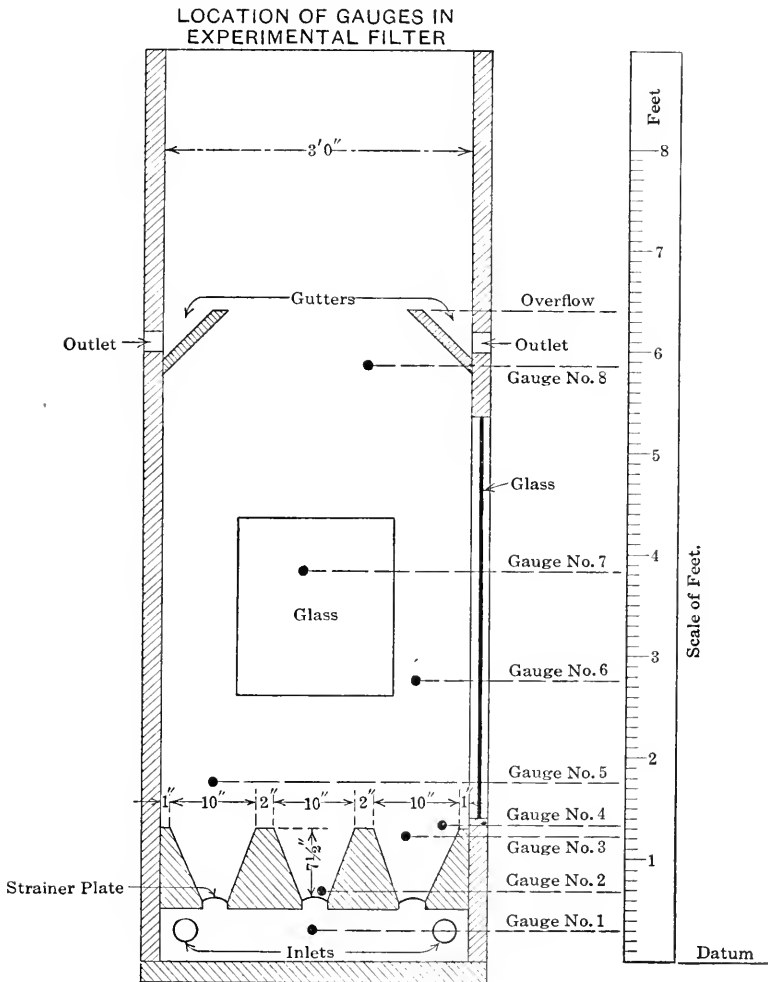 LOCATION OF GAUGES IN
EXPERIMENTAL FILTER
Feet
3'0"
8
7
Gutters
Overflow
Outlet
Outlet
6
Gauge No. 8
5
Glass
Gauge No. 7
4
Glass
Scale of Feet.
3
Gauge No. 6
2
Gauge No. 5
1" 10" 2" 10" 2" 10" 1"
Gauge No. 4
7½"
Gauge No. 3
1
Strainer Plate
Gauge No. 2
Gauge No. 1
Inlets
Datum